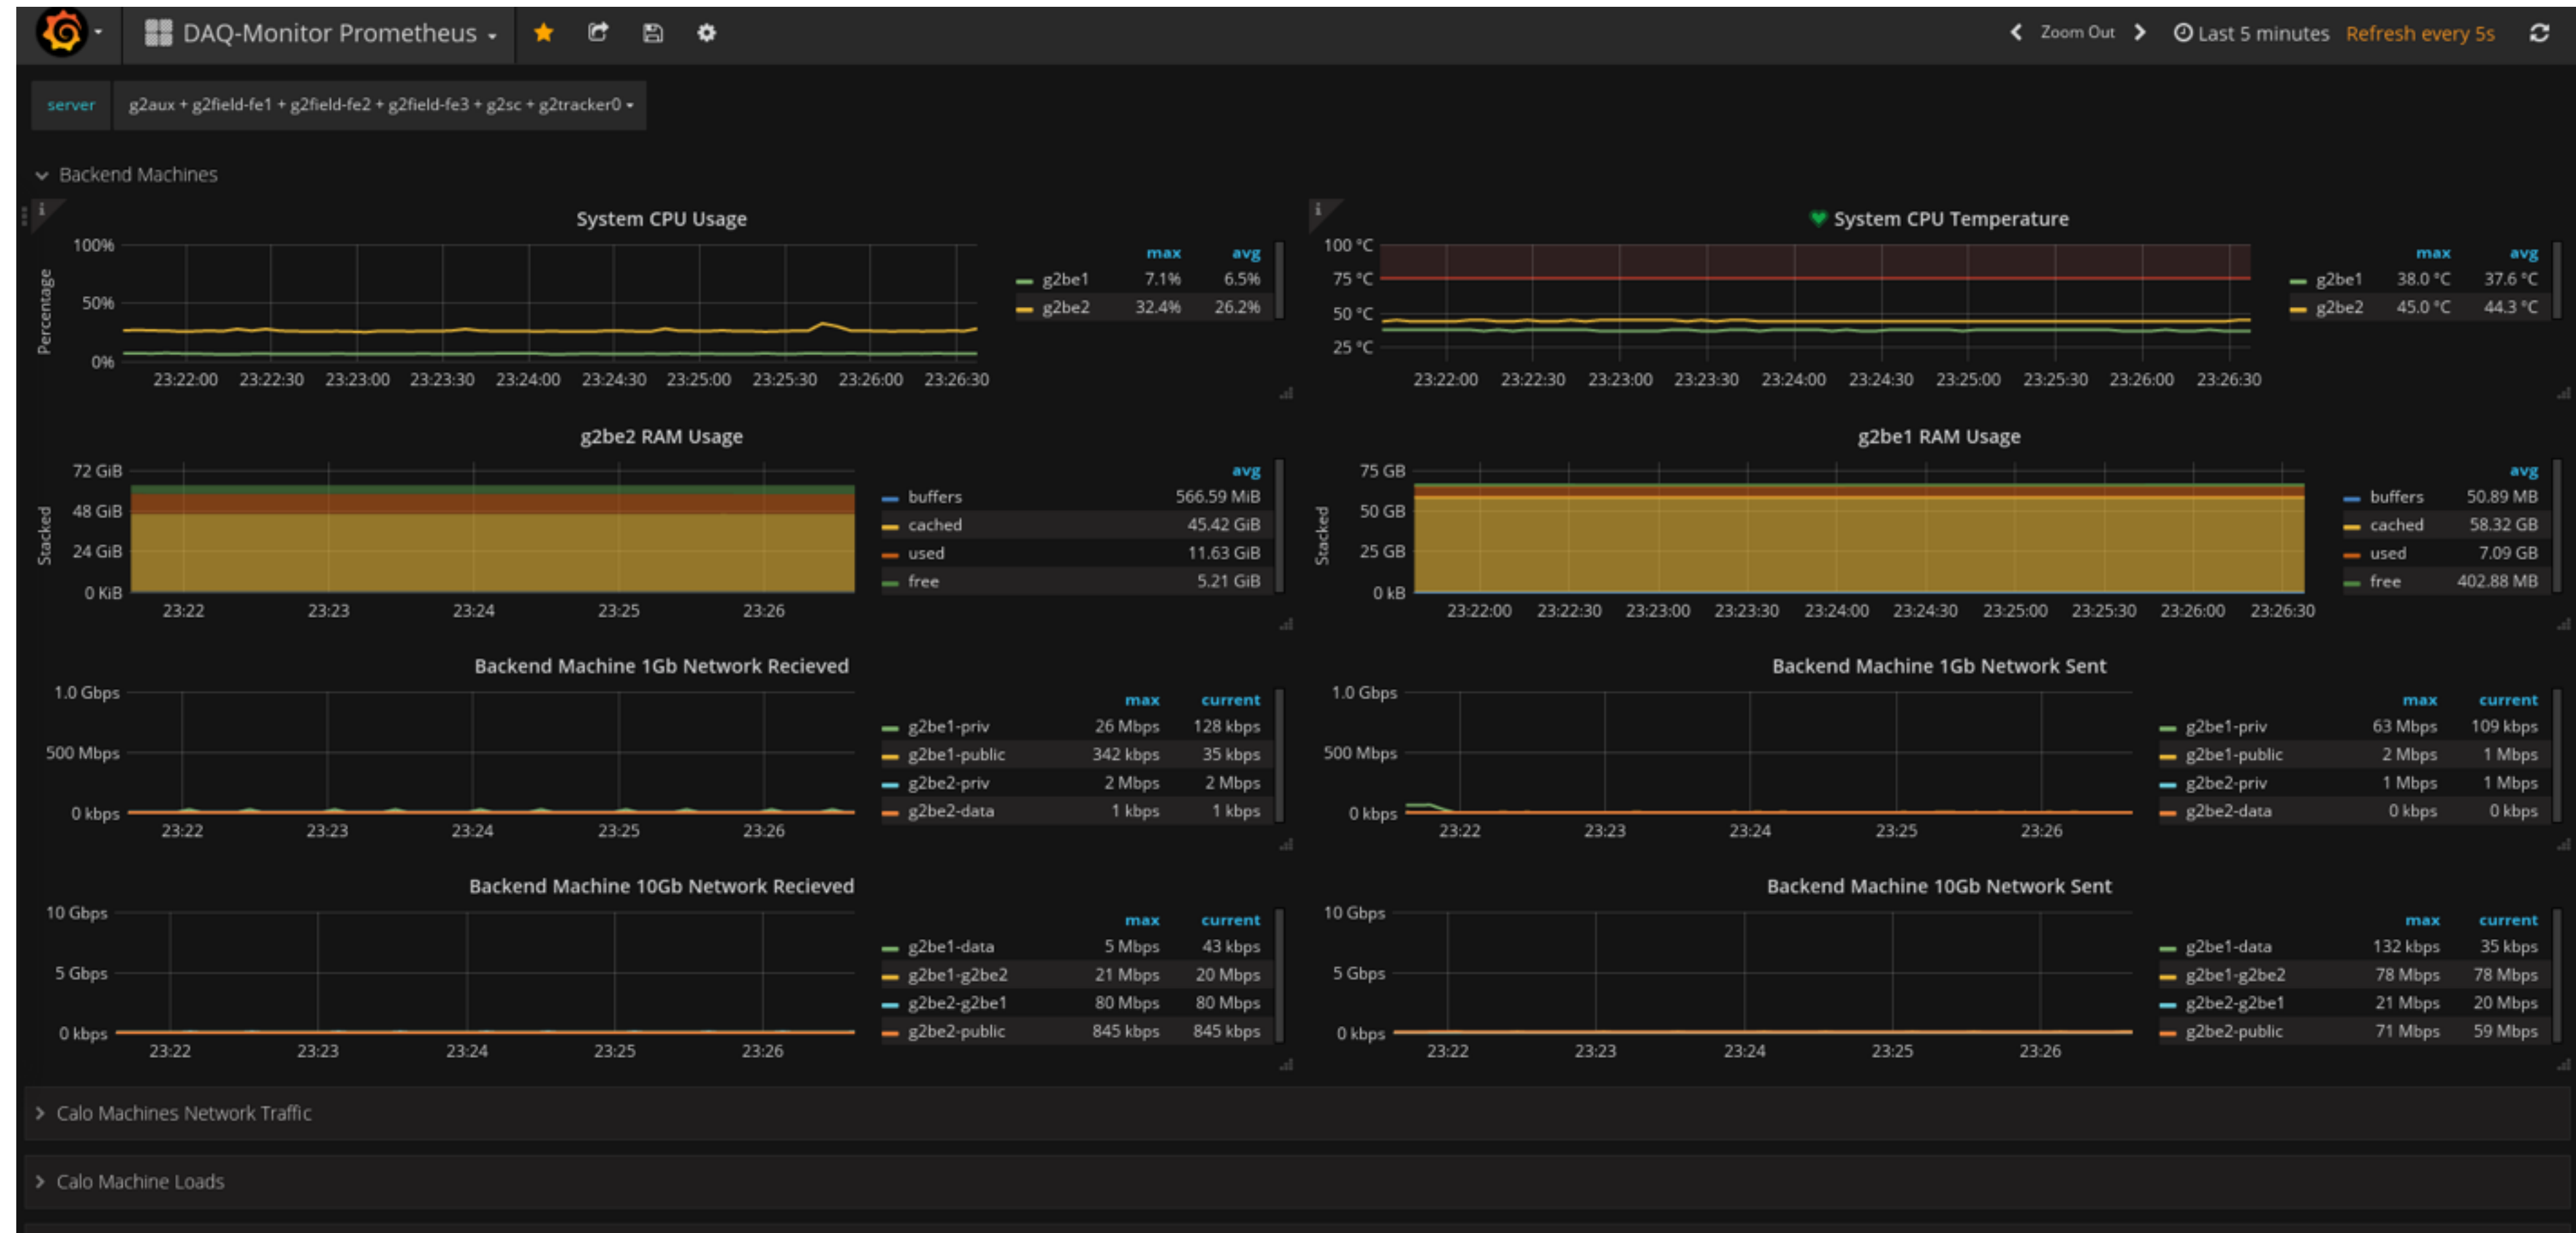 DAQ-Monitor Prometheus
Zoom Out
Last 5 minutes Refresh every 5s
server g2aux + g2field-fe1 + g2field-fe2 + g2field-fe3 + g2sc + g2tracker0
Backend Machines
i
System CPU Usage
Percentage
100%
50%
0%
23:22:00 23:22:30 23:23:00 23:23:30 23:24:00 23:24:30 23:25:00 23:25:30 23:26:00 23:26:30
max avg
g2be1 7.1% 6.5%
g2be2 32.4% 26.2%
i
System CPU Temperature
100 °C
75 °C
50 °C
25 °C
23:22:00 23:22:30 23:23:00 23:23:30 23:24:00 23:24:30 23:25:00 23:25:30 23:26:00 23:26:30
max avg
g2be1 38.0 °C 37.6 °C
g2be2 45.0 °C 44.3 °C
g2be2 RAM Usage
Stacked
72 GiB
48 GiB
24 GiB
0 KiB
23:22 23:23 23:24 23:25 23:26
avg
buffers 566.59 MiB
cached 45.42 GiB
used 11.63 GiB
free 5.21 GiB
g2be1 RAM Usage
Stacked
75 GB
50 GB
25 GB
0 kB
23:22:00 23:22:30 23:23:00 23:23:30 23:24:00 23:24:30 23:25:00 23:25:30 23:26:00 23:26:30
avg
buffers 50.89 MB
cached 58.32 GB
used 7.09 GB
free 402.88 MB
Backend Machine 1Gb Network Recieved
1.0 Gbps
500 Mbps
0 kbps
23:22 23:23 23:24 23:25 23:26
max current
g2be1-priv 26 Mbps 128 kbps
g2be1-public 342 kbps 35 kbps
g2be2-priv 2 Mbps 2 Mbps
g2be2-data 1 kbps 1 kbps
Backend Machine 1Gb Network Sent
1.0 Gbps
500 Mbps
0 kbps
23:22 23:23 23:24 23:25 23:26
max current
g2be1-priv 63 Mbps 109 kbps
g2be1-public 2 Mbps 1 Mbps
g2be2-priv 1 Mbps 1 Mbps
g2be2-data 0 kbps 0 kbps
Backend Machine 10Gb Network Recieved
10 Gbps
5 Gbps
0 kbps
23:22 23:23 23:24 23:25 23:26
max current
g2be1-data 5 Mbps 43 kbps
g2be1-g2be2 21 Mbps 20 Mbps
g2be2-g2be1 80 Mbps 80 Mbps
g2be2-public 845 kbps 845 kbps
Backend Machine 10Gb Network Sent
10 Gbps
5 Gbps
0 kbps
23:22 23:23 23:24 23:25 23:26
max current
g2be1-data 132 kbps 35 kbps
g2be1-g2be2 78 Mbps 78 Mbps
g2be2-g2be1 21 Mbps 20 Mbps
g2be2-public 71 Mbps 59 Mbps
Calo Machines Network Traffic
Calo Machine Loads